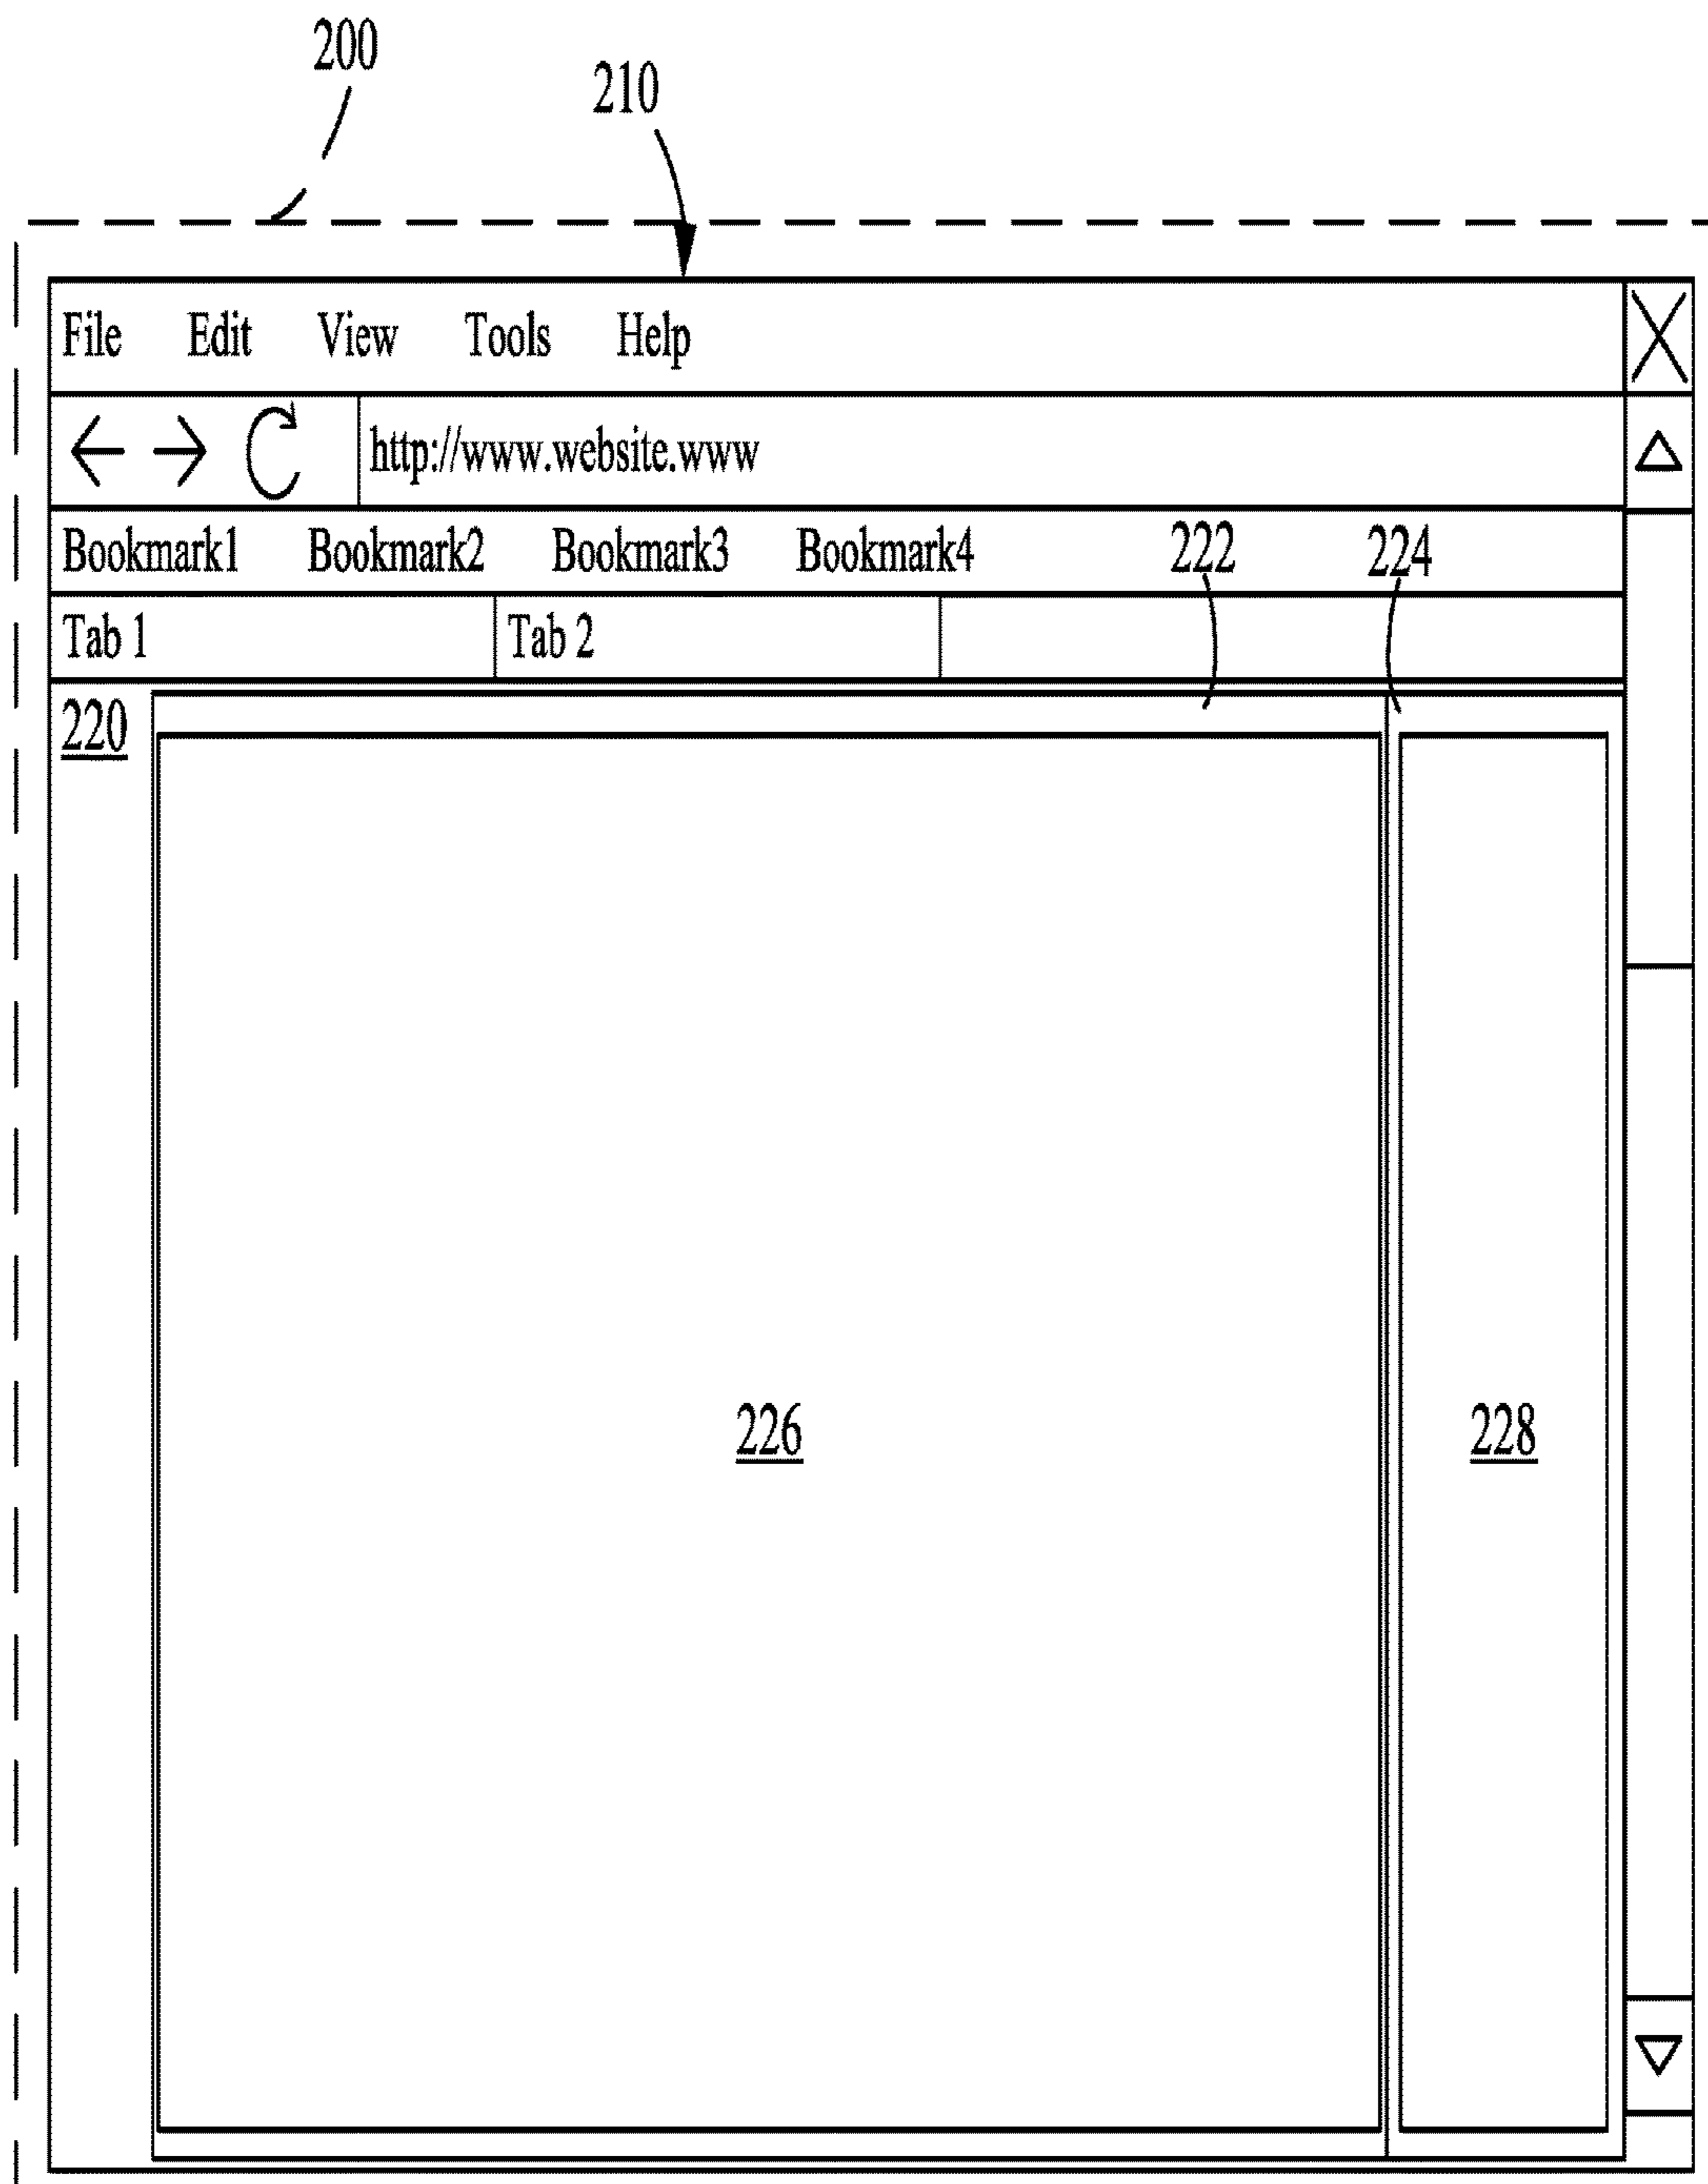 200
210
File Edit View Tools Help
http://www.website.www
Bookmark1 Bookmark2 Bookmark3 Bookmark4 222 224
Tab 1 Tab 2
220
226 228